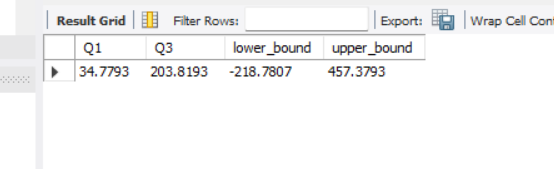 Result Grid Filter Rows: Export: Wrap Cell Con
Q1 Q3 lower_bound upper_bound
34.7793 203.8193 -218.7807 457.3793